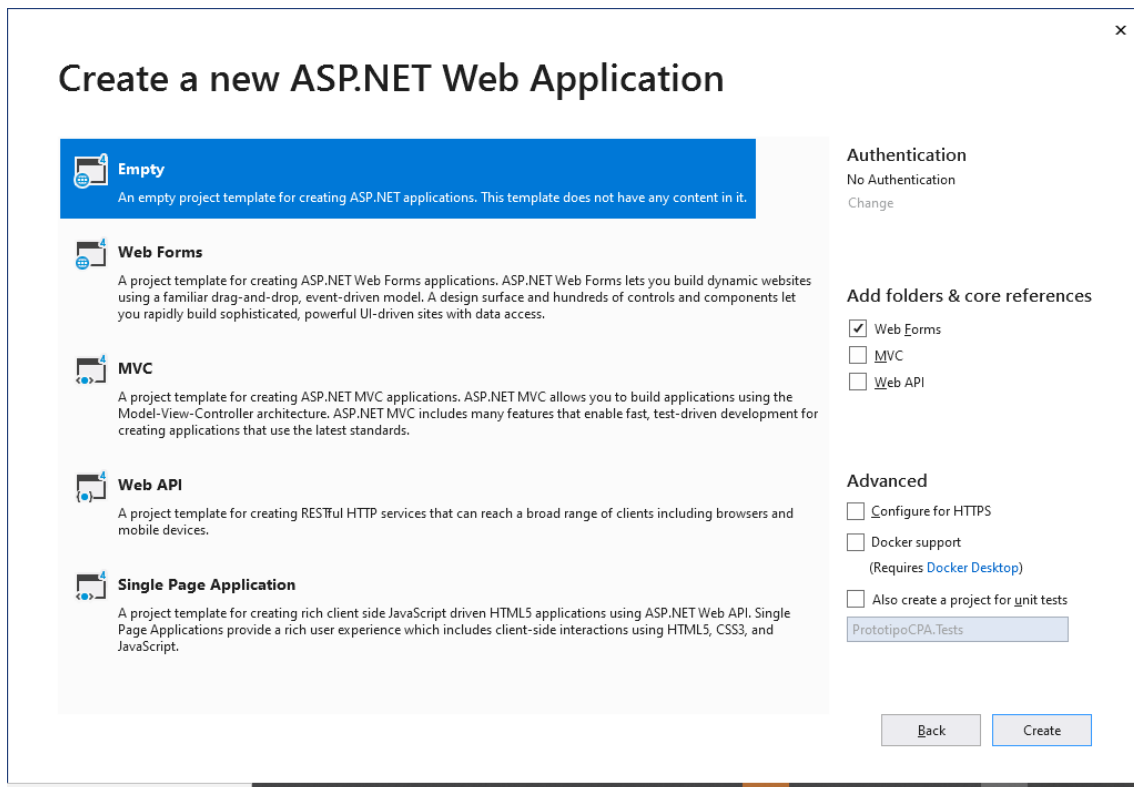 Create a new ASP.NET Web Application
Empty
An empty project template for creating ASP.NET applications. This template does not have any content in it.
Web Forms
A project template for creating ASP.NET Web Forms applications. ASP.NET Web Forms lets you build dynamic websites
using a familiar drag-and-drop, event-driven model. A design surface and hundreds of controls and components let
you rapidly build sophisticated, powerful UI-driven sites with data access.
MVC
A project template for creating ASP.NET MVC applications. ASP.NET MVC allows you to build applications using the
Model-View-Controller architecture. ASP.NET MVC includes many features that enable fast, test-driven development for
creating applications that use the latest standards.
Web API
A project template for creating RESTful HTTP services that can reach a broad range of clients including browsers and
mobile devices.
Single Page Application
A project template for creating rich client side JavaScript driven HTML5 applications using ASP.NET Web API. Single
Page Applications provide a rich user experience which includes client-side interactions using HTML5, CSS3, and
JavaScript.
Authentication
No Authentication
Change
Add folders & core references
Web Forms
MVC
Web API
Advanced
Configure for HTTPS
Docker support
(Requires Docker Desktop)
Also create a project for unit tests
PrototipoCPA.Tests
Back
Create